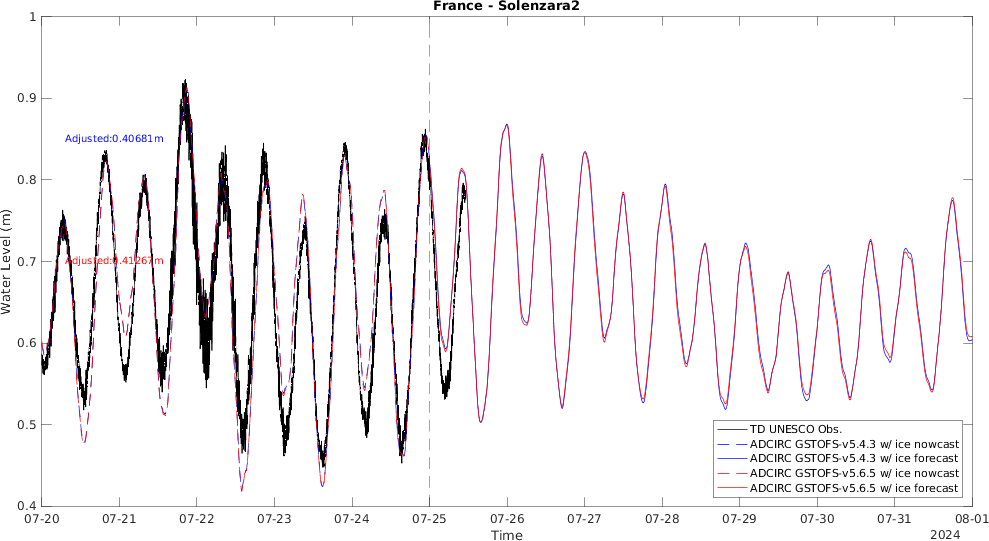 France - Solenzara2
1
0.9
0.8
0.7
0.6
0.5
0.4
Water Level (m)
Adjusted:0.40681m
Adjusted:0.41267m
TD UNESCO Obs.
ADCIRC GSTOFS-v5.4.3 w/ ice nowcast
ADCIRC GSTOFS-v5.4.3 w/ ice forecast
ADCIRC GSTOFS-v5.6.5 w/ ice nowcast
ADCIRC GSTOFS-v5.6.5 w/ ice forecast
07-20 07-21 07-22 07-23 07-24 07-25 07-26 07-27 07-28 07-29 07-30 07-31 08-01
Time
2024